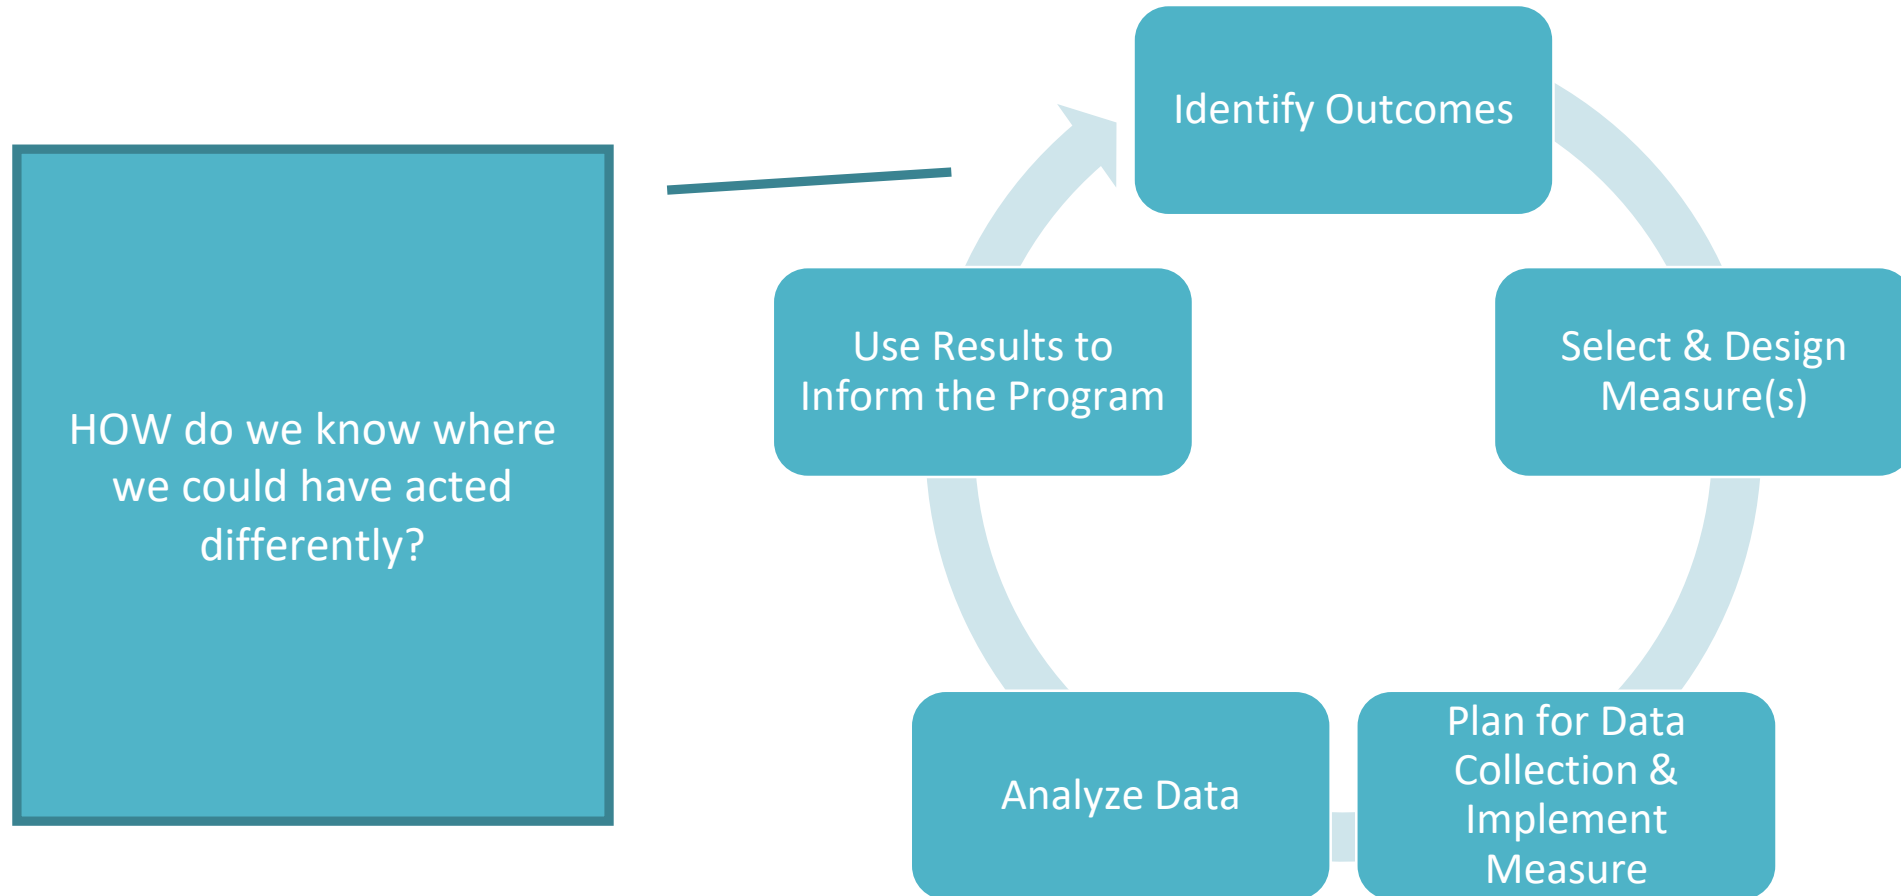 HOW do we know where
we could have acted
differently?
Identify Outcomes
Select & Design
Measure(s)
Plan for Data
Collection &
Implement
Measure
Analyze Data
Use Results to
Inform the Program